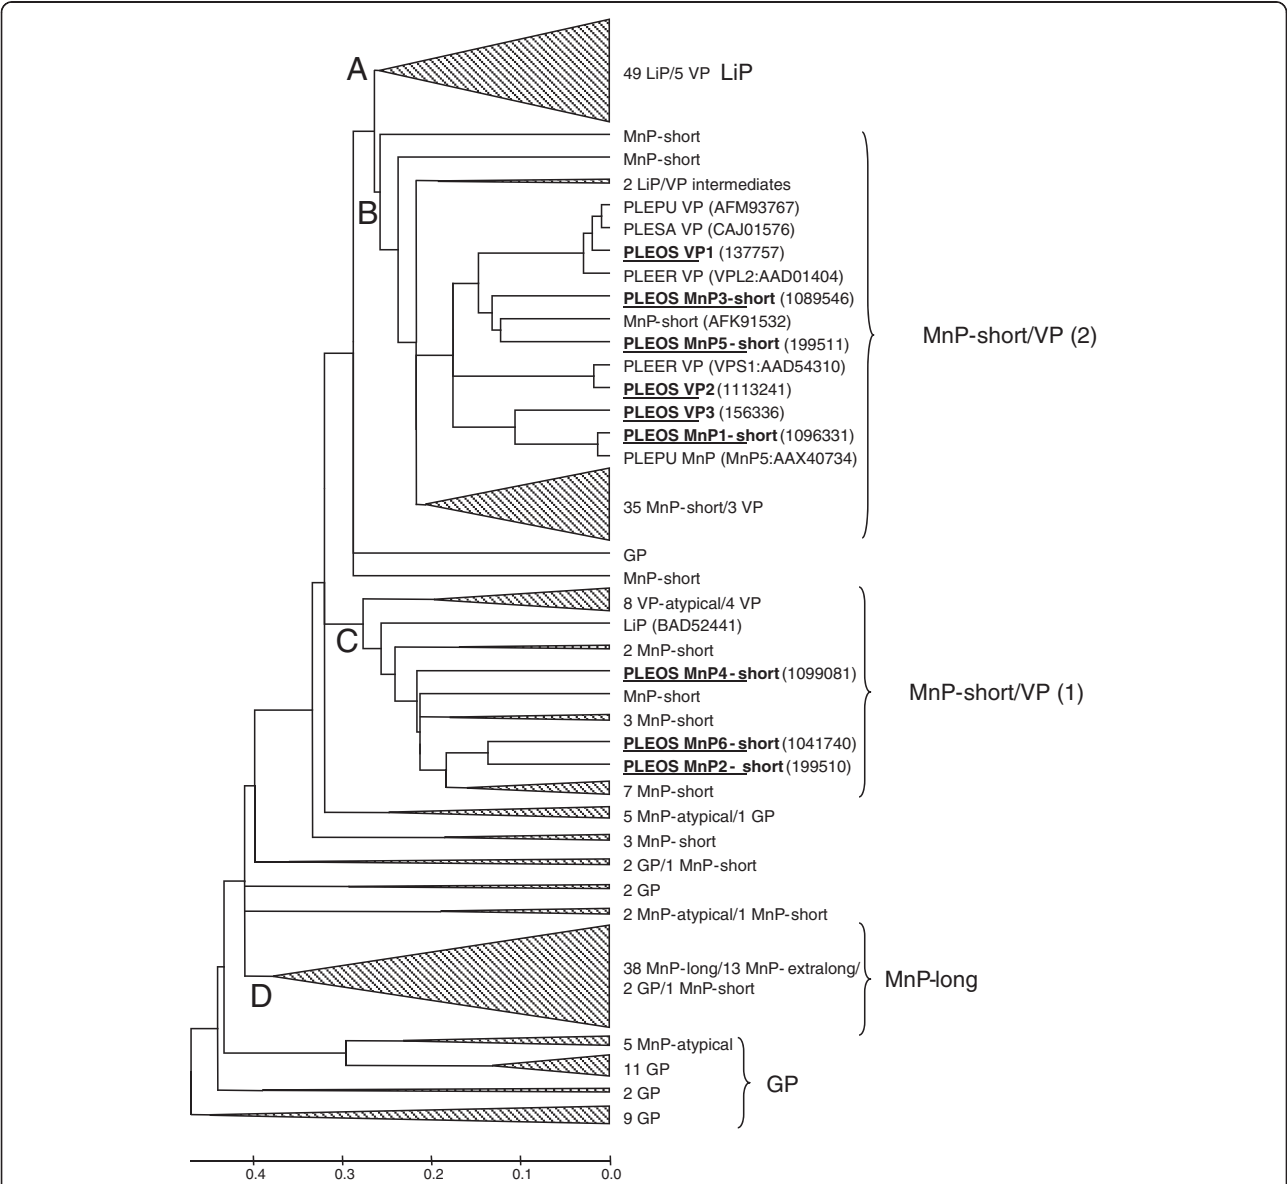 A
49 LiP/5 VP LiP
MnP-short
MnP-short
2 LiP/VP intermediates
B
PLEPU VP (AFM93767)
PLESA VP (CAJ01576)
PLEOS VP1 (137757)
PLEER VP (VPL2:AAD01404)
PLEOS MnP3-short (1089546)
MnP-short (AFK91532)
MnP-short/VP (2)
PLEOS MnP5-short (199511)
PLEER VP (VPS1:AAD54310)
PLEOS VP2 (1113241)
PLEOS VP3 (156336)
PLEOS MnP1-short (1096331)
PLEPU MnP (MnP5:AAX40734)
35 MnP-short/3 VP
GP
MnP-short
8 VP-atypical/4 VP
LiP (BAD52441)
C
2 MnP-short
PLEOS MnP4-short (1099081)
MnP-short
MnP-short/VP (1)
3 MnP-short
PLEOS MnP6-short (1041740)
PLEOS MnP2- short (199510)
7 MnP-short
5 MnP-atypical/1 GP
3 MnP-short
2 GP/1 MnP-short
2 GP
2 MnP-atypical/1 MnP-short
38 MnP-long/13 MnP-extralong/
2 GP/1 MnP-short
MnP-long
D
5 MnP-atypical
11 GP
GP
2 GP
9 GP
0.4 0.3 0.2 0.1 0.0